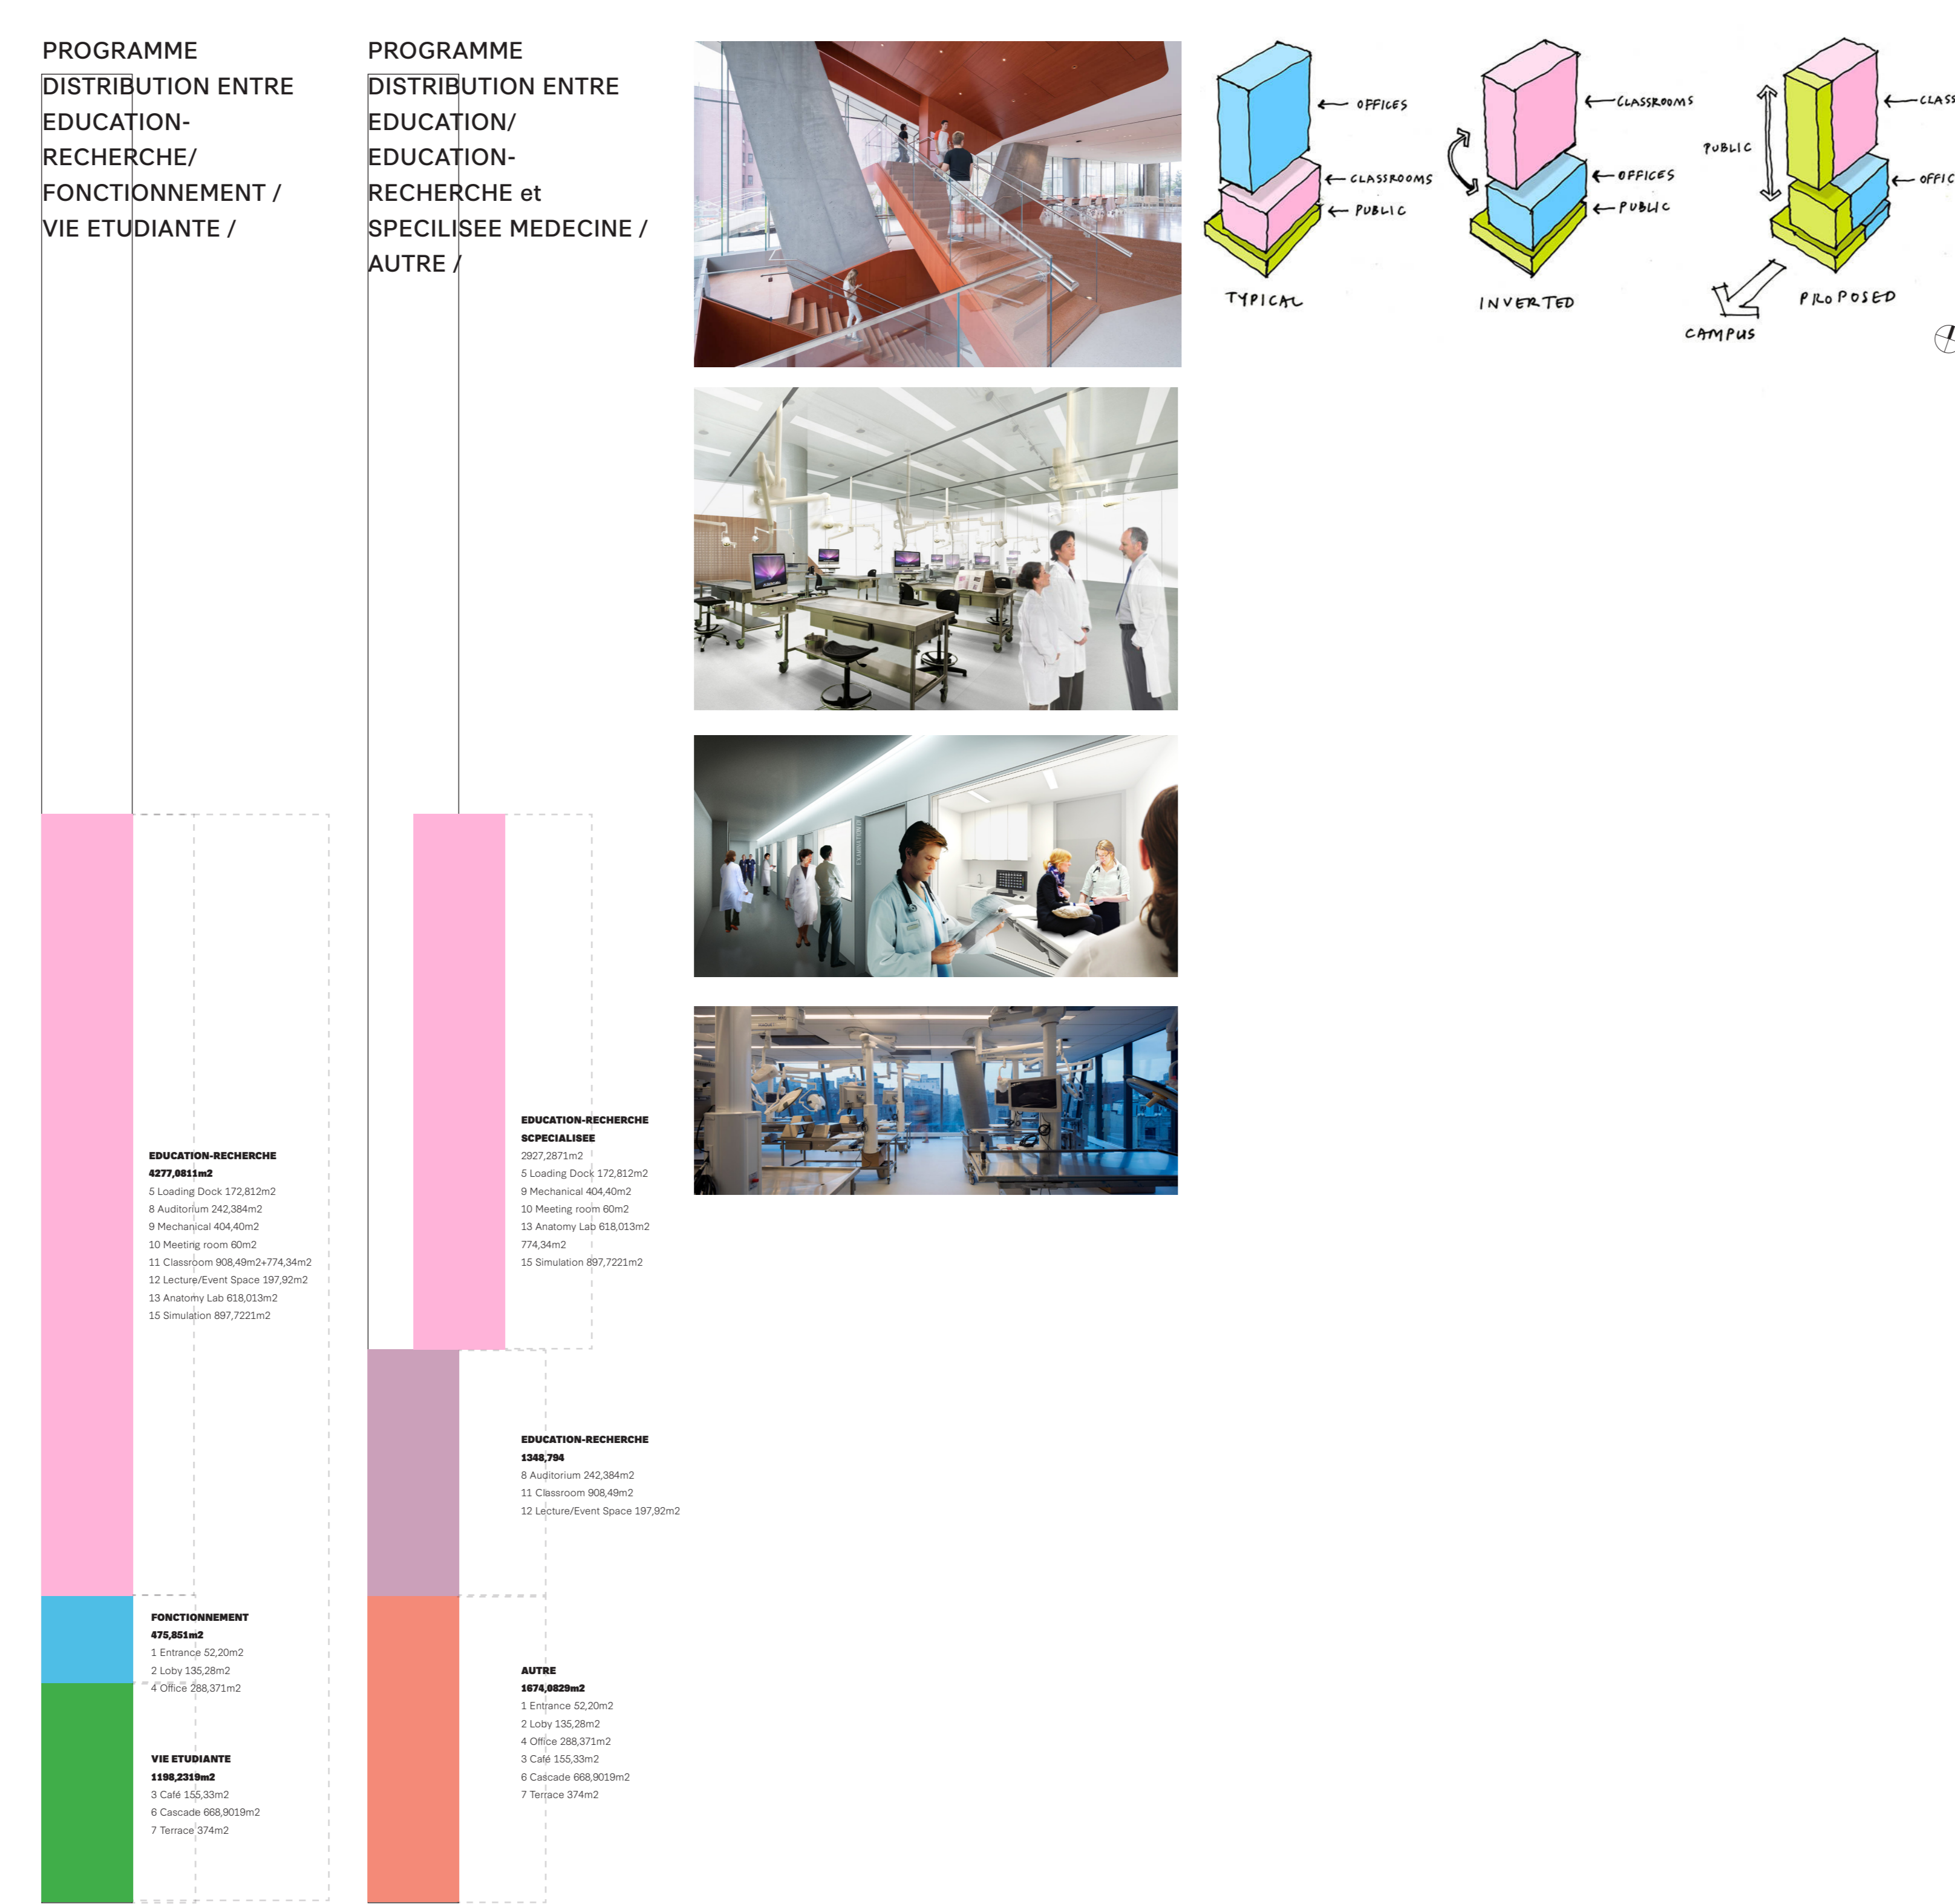 PROGRAMME
DISTRIBUTION ENTRE
EDUCATION-
RECHERCHE/
FONCTIONNEMENT /
VIE ETUDIANTE /
EDUCATION-RECHERCHE
4277,0811m2
5 Loading Dock 172,812m2
8 Auditorium 242,384m2
9 Mechanical 404,40m2
10 Meeting room 60m2
11 Classroom 908,49m2+774,34m2
12 Lecture/Event Space 197,92m2
13 Anatomy Lab 618,013m2
15 Simulation 897,7221m2
FONCTIONNEMENT
475,851m2
1 Entrance 52,20m2
2 Loby 135,28m2
4 Office 288,371m2
VIE ETUDIANTE
1198,2319m2
3 Café 155,33m2
6 Cascade 668,9019m2
7 Terrace 374m2
PROGRAMME
DISTRIBUTION ENTRE
EDUCATION/
EDUCATION-
RECHERCHE et
SPECILISEE MEDECINE /
AUTRE /
EDUCATION-RECHERCHE
SCPECIALISEE
2927,2871m2
5 Loading Dock 172,812m2
9 Mechanical 404,40m2
10 Meeting room 60m2
13 Anatomy Lab 618,013m2
774,34m2
15 Simulation 897,7221m2
EDUCATION-RECHERCHE
1348,794
8 Auditorium 242,384m2
11 Classroom 908,49m2
12 Lecture/Event Space 197,92m2
AUTRE
1674,0829m2
1 Entrance 52,20m2
2 Loby 135,28m2
4 Office 288,371m2
3 Café 155,33m2
6 Cascade 668,9019m2
7 Terrace 374m2
OFFICES
CLASSROOMS
PUBLIC
TYPICAL
CLASSROOMS
OFFICES
PUBLIC
INVERTED
PUBLIC
CLASS
OFFIC
PROPOSED
CAMPUS